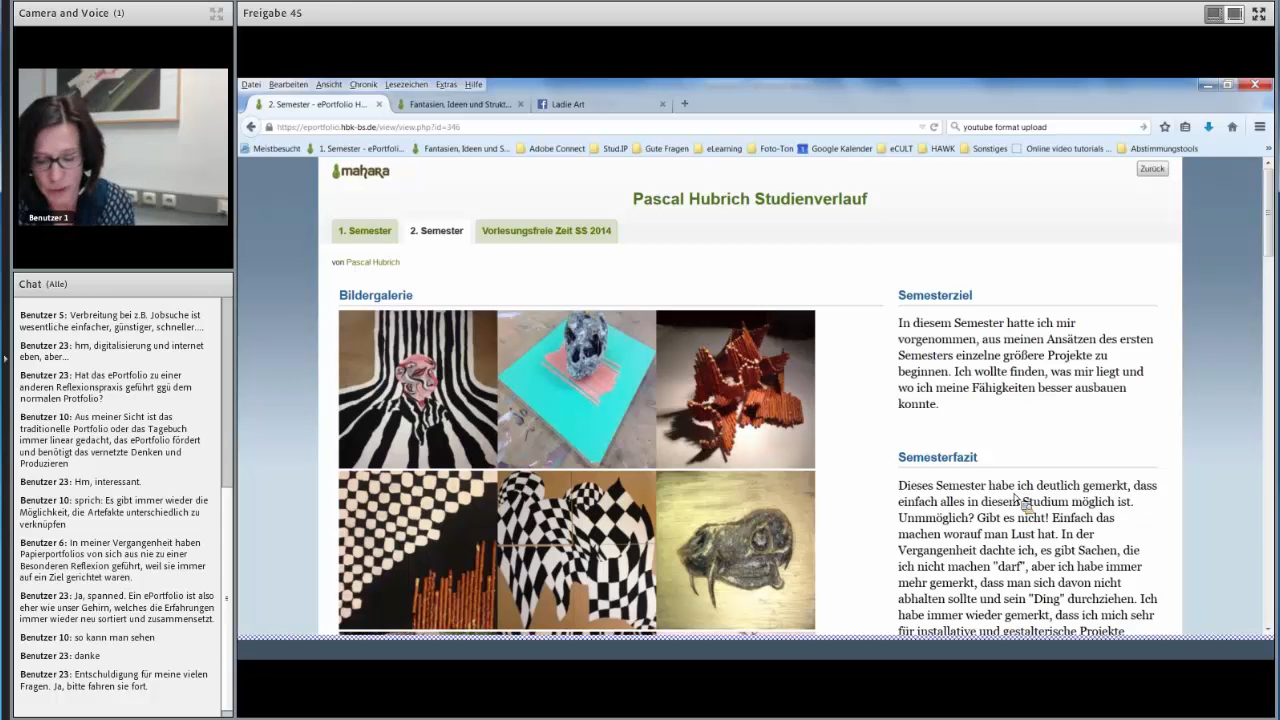 Camera and Voice (1)
Benutzer 1
Chat (Alle)
Benutzer 5: Verbreitung bei z.B. Jobsuche ist
wesentliche einfacher, günstiger, schneller....
Benutzer 23: hm, digitalisierung und internet
eben, aber...
Benutzer 23: Hat das ePortfolio zu einer
anderen Reflexionspraxis geführt ggü dem
normalen Protfolio?
Benutzer 10: Aus meiner Sicht ist das
traditionelle Portfolio oder das Tagebuch
immer linear gedacht, das ePortfolio fördert
und benötigt das vernetzte Denken und
Produzieren
Benutzer 23: Hm, interessant.
Benutzer 10: sprich: Es gibt immer wieder die
Möglichkeit, die Artefakte unterschiedlich zu
verknüpfen
Benutzer 6: In meiner Vergangenheit haben
Papierportfolios von sich aus nie zu einer
Besonderen Reflexion geführt, weil sie immer
auf ein Ziel gerichtet waren.
Benutzer 23: Ja, spanned. Ein ePortfolio ist also
eher wie unser Gehirn, welches die Erfahrungen
immer wieder neu sortiert und zusammensetzt.
Benutzer 10: so kann man sehen
Benutzer 23: danke
Benutzer 23: Entschuldigung für meine vielen
Fragen. Ja, bitte fahren sie fort.
Freigabe 45
Datei Bearbeiten Ansicht Chronik Lesezeichen Extras Hilfe
2. Semester - ePortfolio H...
Fantasien, Ideen und Strukt...
Ladie Art
https://eportfolio.hbk-bs.de/view/view.php?id=346
youtube format upload
Meistbesucht
1. Semester - ePortfoli...
Fantasien, Ideen und S...
Adobe Connect
Stud.IP
Gute Fragen
eLearning
Foto-Ton
Google Kalender
eCULT
HAWK
Sonstiges
Online video tutorials ...
Abstimmungstools
mahara
Zurück
Pascal Hubrich Studienverlauf
1. Semester
2. Semester
Vorlesungsfreie Zeit SS 2014
von Pascal Hubrich
Bildergalerie
Semesterziel
In diesem Semester hatte ich mir
vorgenommen, aus meinen Ansätzen des ersten
Semesters einzelne größere Projekte zu
beginnen. Ich wollte finden, was mir liegt und
wo ich meine Fähigkeiten besser ausbauen
konnte.
Semesterfazit
Dieses Semester habe ich deutlich gemerkt, dass
einfach alles in diesem Studium möglich ist.
Unmmöglich? Gibt es nicht! Einfach das
machen worauf man Lust hat. In der
Vergangenheit dachte ich, es gibt Sachen, die
ich nicht machen "darf", aber ich habe immer
mehr gemerkt, dass man sich davon nicht
abhalten sollte und sein "Ding" durchziehen. Ich
habe immer wieder gemerkt, dass ich mich sehr
für installative und gestalterische Projekte